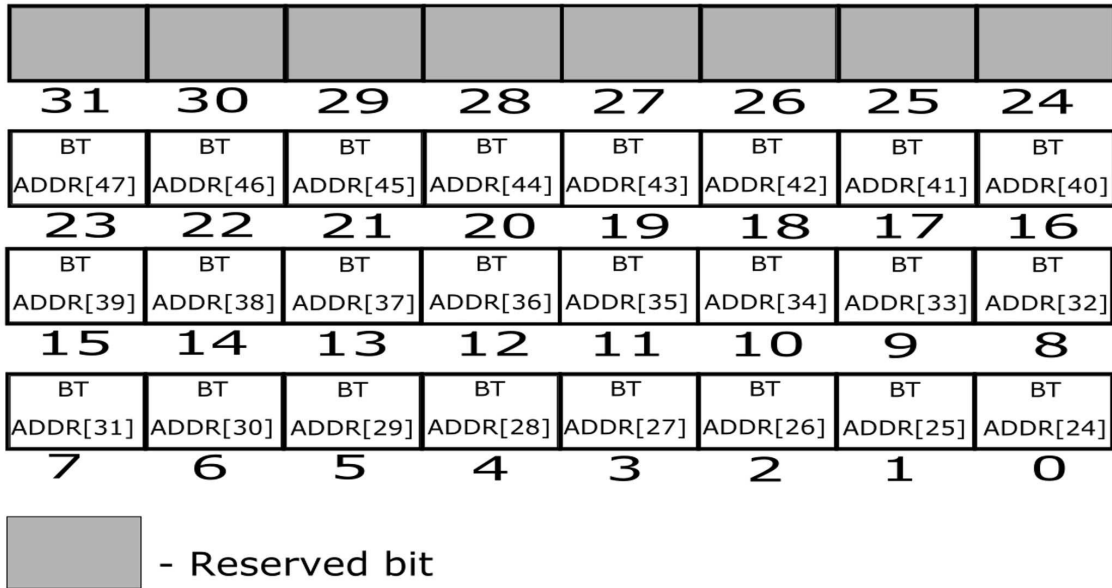 31 30 29 28 27 26 25 24
BT BT BT BT BT BT BT BT
ADDR[47] ADDR[46] ADDR[45] ADDR[44] ADDR[43] ADDR[42] ADDR[41] ADDR[40]
23 22 21 20 19 18 17 16
BT BT BT BT BT BT BT BT
ADDR[39] ADDR[38] ADDR[37] ADDR[36] ADDR[35] ADDR[34] ADDR[33] ADDR[32]
15 14 13 12 11 10 9 8
BT BT BT BT BT BT BT BT
ADDR[31] ADDR[30] ADDR[29] ADDR[28] ADDR[27] ADDR[26] ADDR[25] ADDR[24]
7 6 5 4 3 2 1 0
- Reserved bit